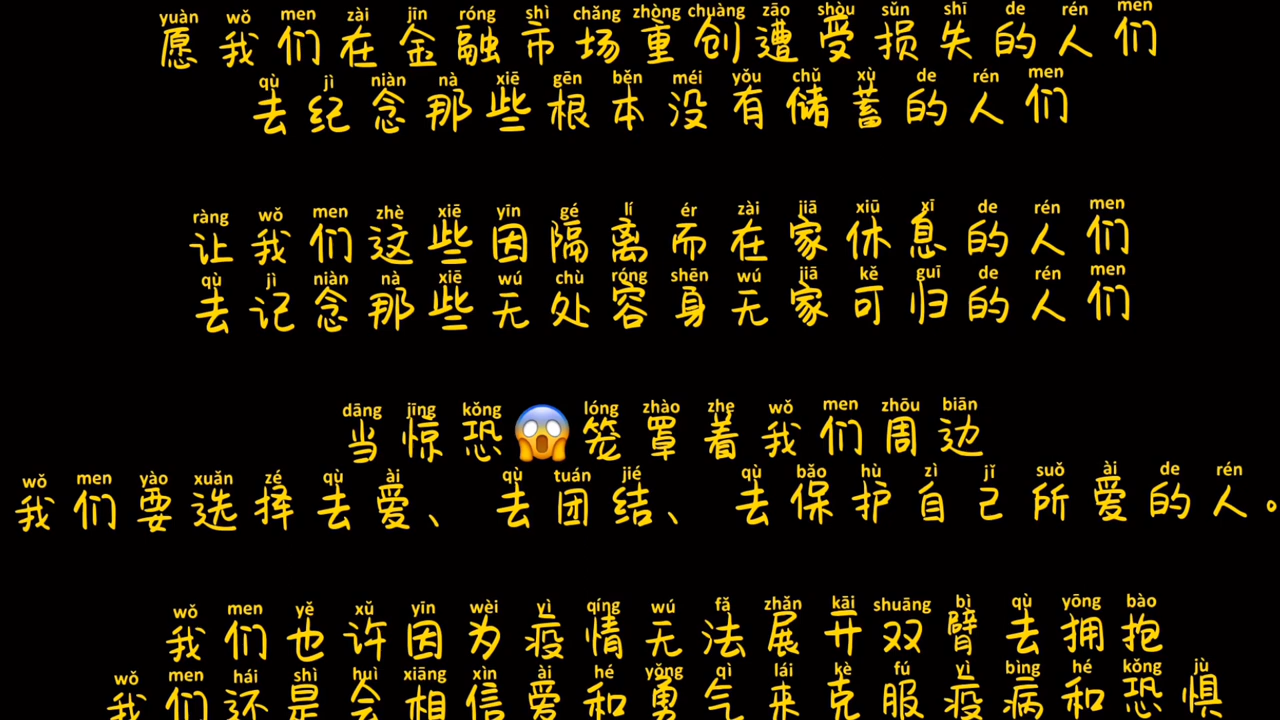 yuàn wǒ men zài jīn róng shì chǎng zhòng chuàng zāo shòu sǔn shī de rén men
愿我们在金融市场重创遭受损失的人们
qù jì niàn nà xiē gēn běn méi yǒu chǔ xù de rén men
去纪念那些根本没有储蓄的人们
ràng wǒ men zhè xiē yīn gé lí ér zài jiā xiū xī de rén men
让我们这些因隔离而在家休息的人们
qù jì niàn nà xiē wú chù róng shēn wú jiā kě guī de rén men
去记念那些无处容身无家可归的人们
dāng jīng kǒng lóng zhào zhe wǒ men zhōu biān
当惊恐😱笼罩着我们周边
wǒ men yào xuǎn zé qù ài qù tuán jié qù bǎo hù zì jǐ suǒ ài de rén
我们要选择去爱、去团结、去保护自己所爱的人。
wǒ men yě xǔ yīn wèi yì qíng wú fǎ zhǎn kāi shuāng bì qù yōng bào
我们也许因为疫情无法展开双臂去拥抱
wǒ men hái shì huì xiāng xìn ài hé yǒng qì lái kè fú yì bìng hé kǒng jù
我们还是会相信爱和勇气来克服疫病和恐惧